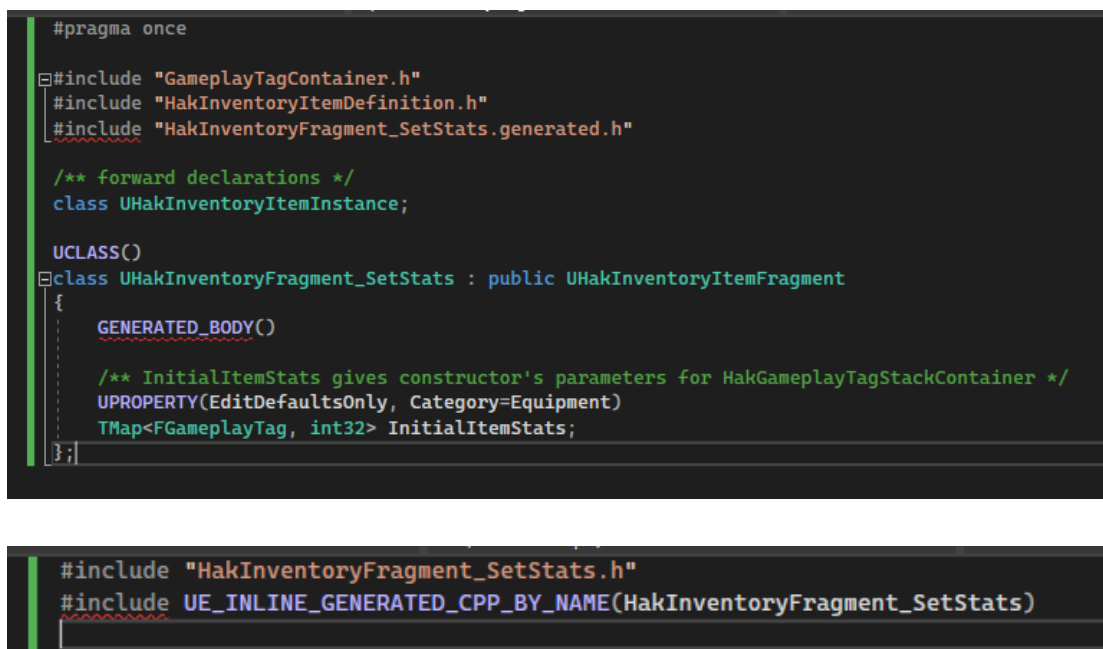 #pragma once
#include "GameplayTagContainer.h"
#include "HakInventoryItemDefinition.h"
#include "HakInventoryFragment_SetStats.generated.h"
/** forward declarations */
class UHakInventoryItemInstance;
UCLASS()
class UHakInventoryFragment_SetStats : public UHakInventoryItemFragment
{
GENERATED_BODY()
/** InitialItemStats gives constructor's parameters for HakGameplayTagStackContainer */
UPROPERTY(EditDefaultsOnly, Category=Equipment)
TMap<FGameplayTag, int32> InitialItemStats;
};
#include "HakInventoryFragment_SetStats.h"
#include UE_INLINE_GENERATED_CPP_BY_NAME(HakInventoryFragment_SetStats)